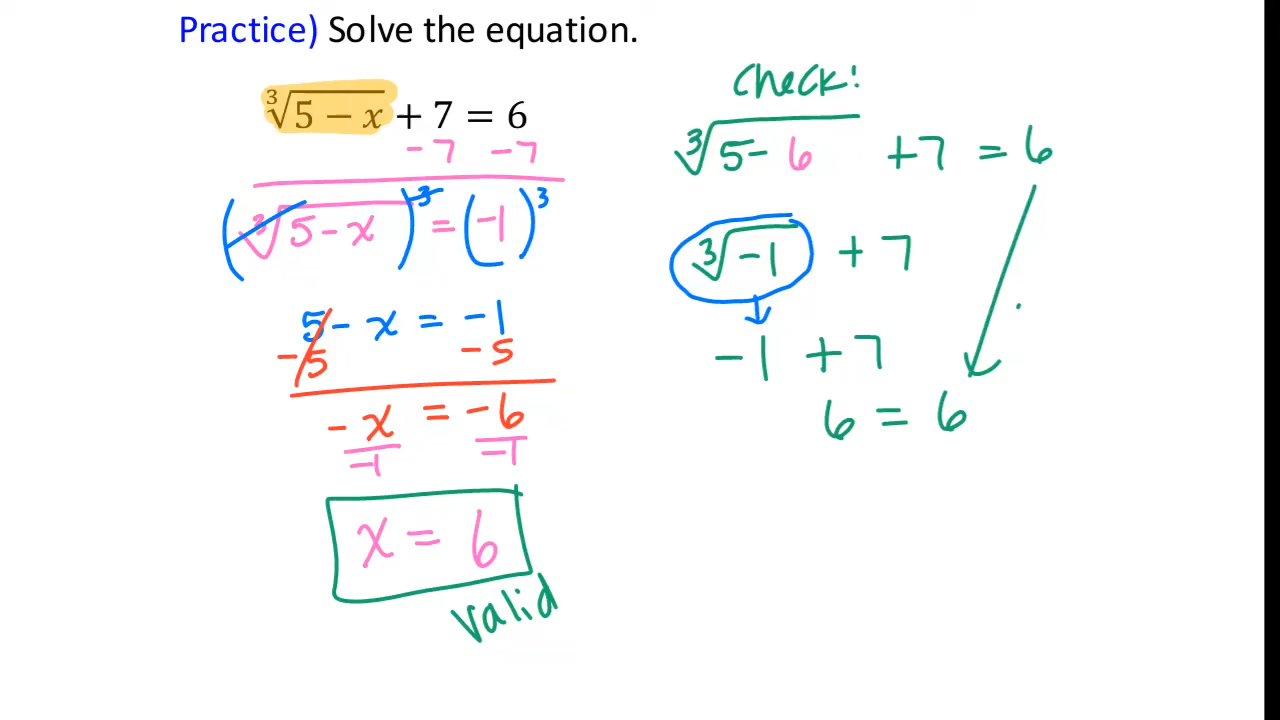 Practice) Solve the equation.
∛(5 − x) + 7 = 6
− 7 − 7
(∛(5 − x))³ = (−1)³
5 − x = −1
−5 − 5
− x = − 6
−1 −1
x = 6
valid
check:
∛(5 − 6) + 7 = 6
∛(−1) + 7
− 1 + 7
6 = 6